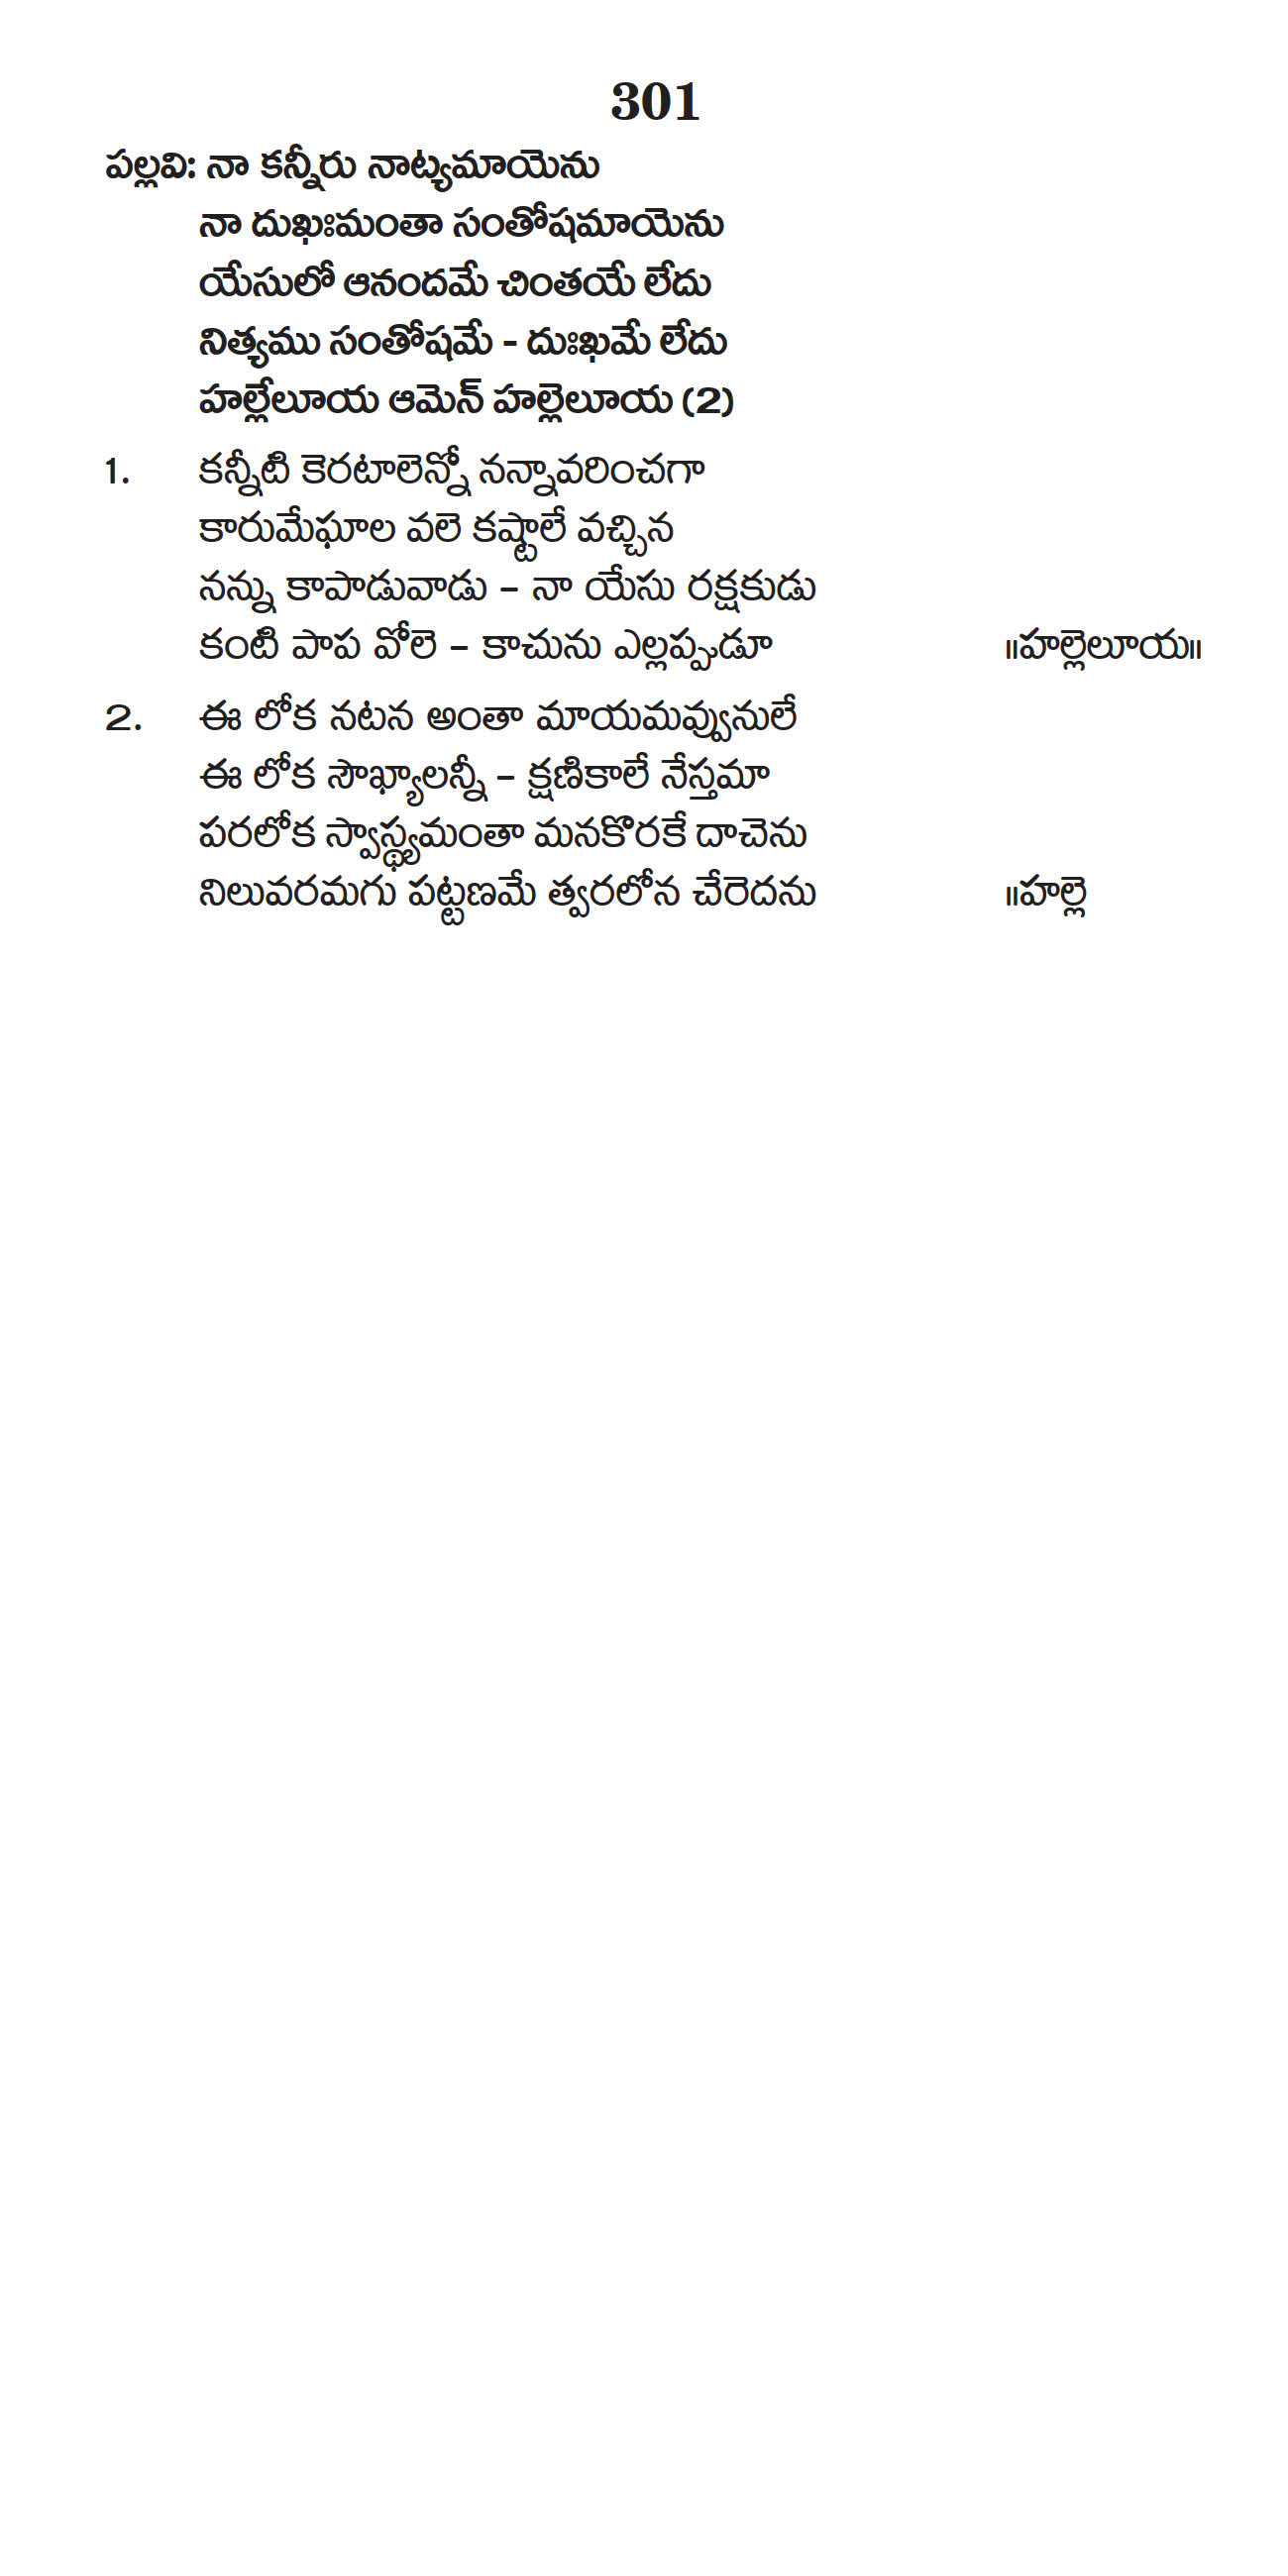 301
పల్లవి: నా కన్నీరు నాట్యమాయెను
నా దుఖఃమంతా సంతోషమాయెను
యేసులో ఆనందమే చింతయే లేదు
నిత్యము సంతోషమే - దుఃఖమే లేదు
హల్లేలూయ ఆమెన్ హల్లెలూయ (2)
1. కన్నీటి కెరటాలెన్నో నన్నావరించగా
కారుమేఘాల వలె కష్టాలే వచ్చిన
నన్ను కాపాడువాడు – నా యేసు రక్షకుడు
కంటి పాప వోలె – కాచును ఎల్లప్పుడూ ॥హల్లెలూయ॥
2. ఈ లోక నటన అంతా మాయమవ్వునులే
ఈ లోక సౌఖ్యాలన్నీ – క్షణికాలే నేస్తమా
పరలోక స్వాస్థ్యమంతా మనకొరకే దాచెను
నిలువరమగు పట్టణమే త్వరలోన చేరెదను ॥హల్లె